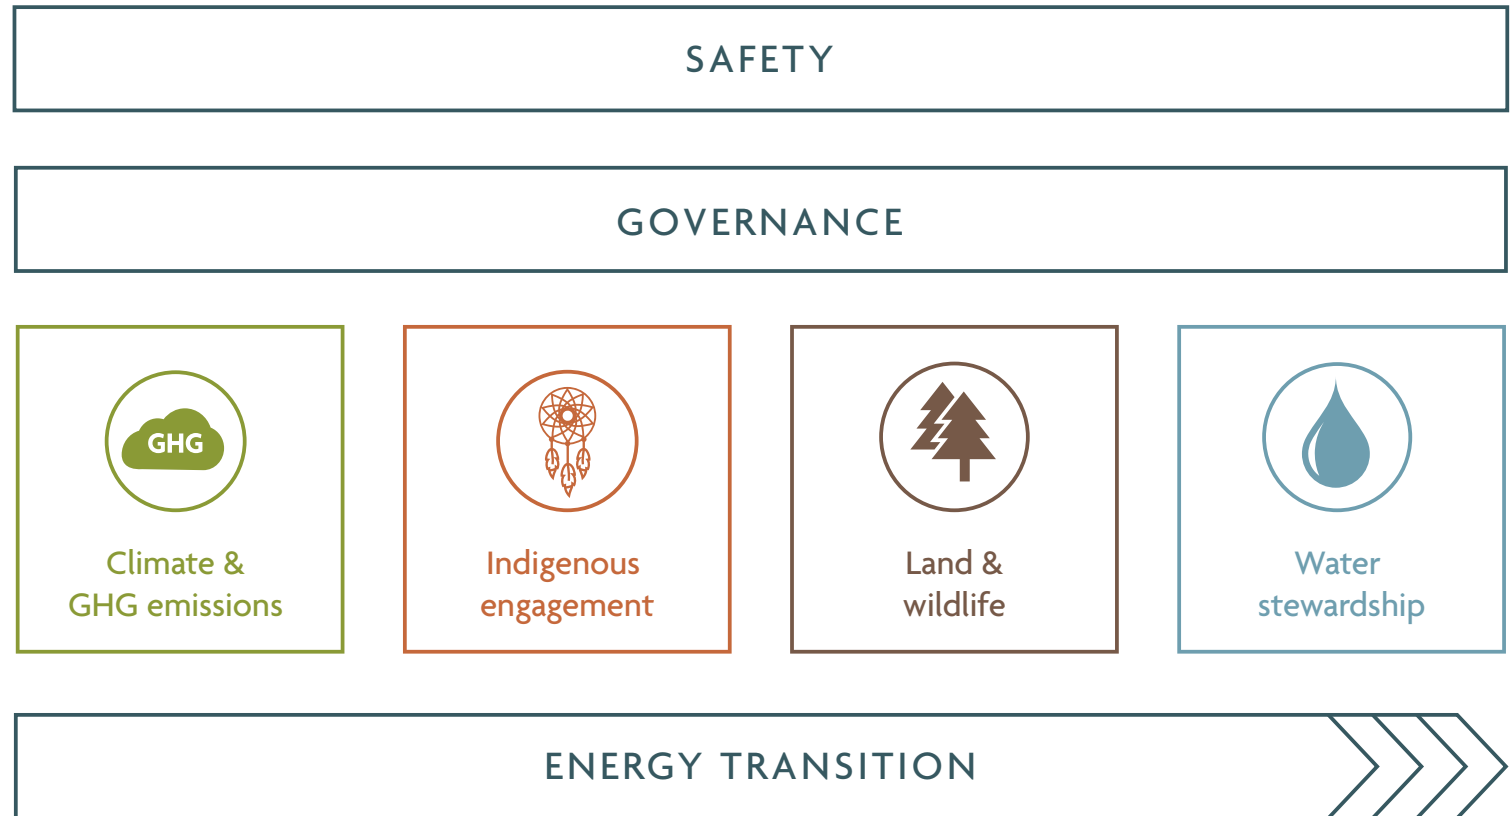 SAFETY
GOVERNANCE
GHG
Climate &
GHG emissions
Indigenous
engagement
Land &
wildlife
Water
stewardship
ENERGY TRANSITION